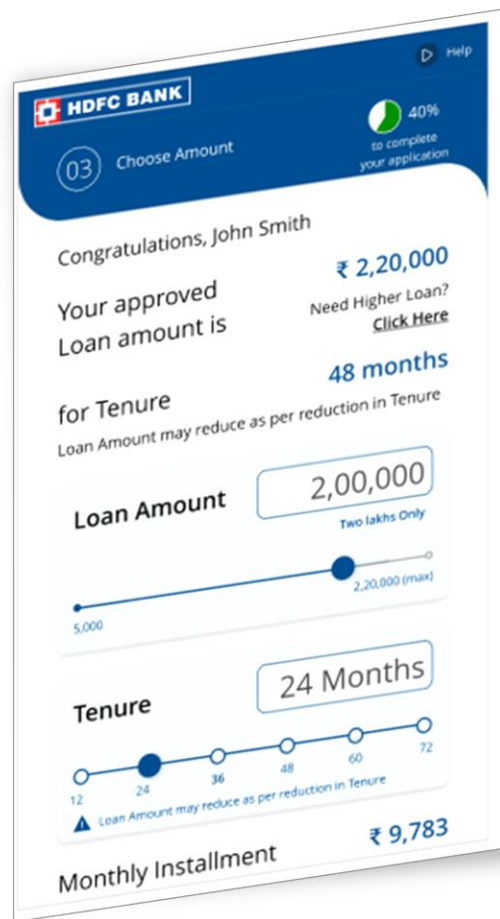 HDFC BANK
Help
03
Choose Amount
40%
to complete
your application
Congratulations, John Smith
Your approved
Loan amount is
₹ 2,20,000
Need Higher Loan?
Click Here
for Tenure
48 months
Loan Amount may reduce as per reduction in Tenure
Loan Amount
2,00,000
Two lakhs Only
5,000
2,20,000 (max)
Tenure
24 Months
12 24 36 48 60 72
Loan Amount may reduce as per reduction in Tenure
Monthly Installment
₹ 9,783